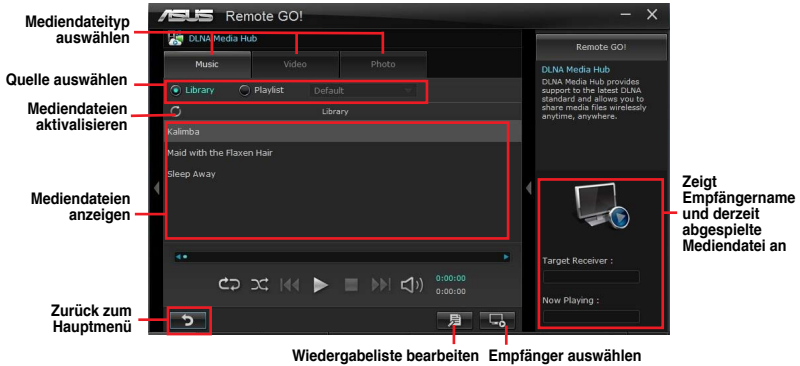 Mediendateityp
auswählen
Quelle auswählen
Mediendateien
aktivalisieren
Mediendateien
anzeigen
Zurück zum
Hauptmenü
ASUS Remote GO!
DLNA Media Hub
Music Video Photo
Library Playlist Default
Library
Kalimba
Maid with the Flaxen Hair
Sleep Away
0:00:00
0:00:00
Remote GO!
DLNA Media Hub
DLNA Media Hub provides
support to the latest DLNA
standard and allows you to
share media files wirelessly
anytime, anywhere.
Target Receiver :
Now Playing :
Zeigt
Empfängername
und derzeit
abgespielte
Mediendatei an
Wiedergabeliste bearbeiten Empfänger auswählen